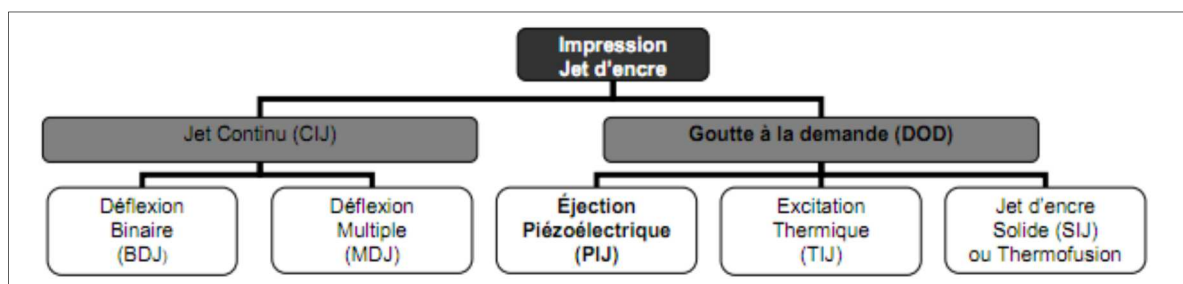 Impression
Jet d'encre
Jet Continu (CIJ)
Goutte à la demande (DOD)
Déflexion
Binaire
(BDJ)
Déflexion
Multiple
(MDJ)
Éjection
Piézoélectrique
(PIJ)
Excitation
Thermique
(TIJ)
Jet d'encre
Solide (SIJ)
ou Thermofusion